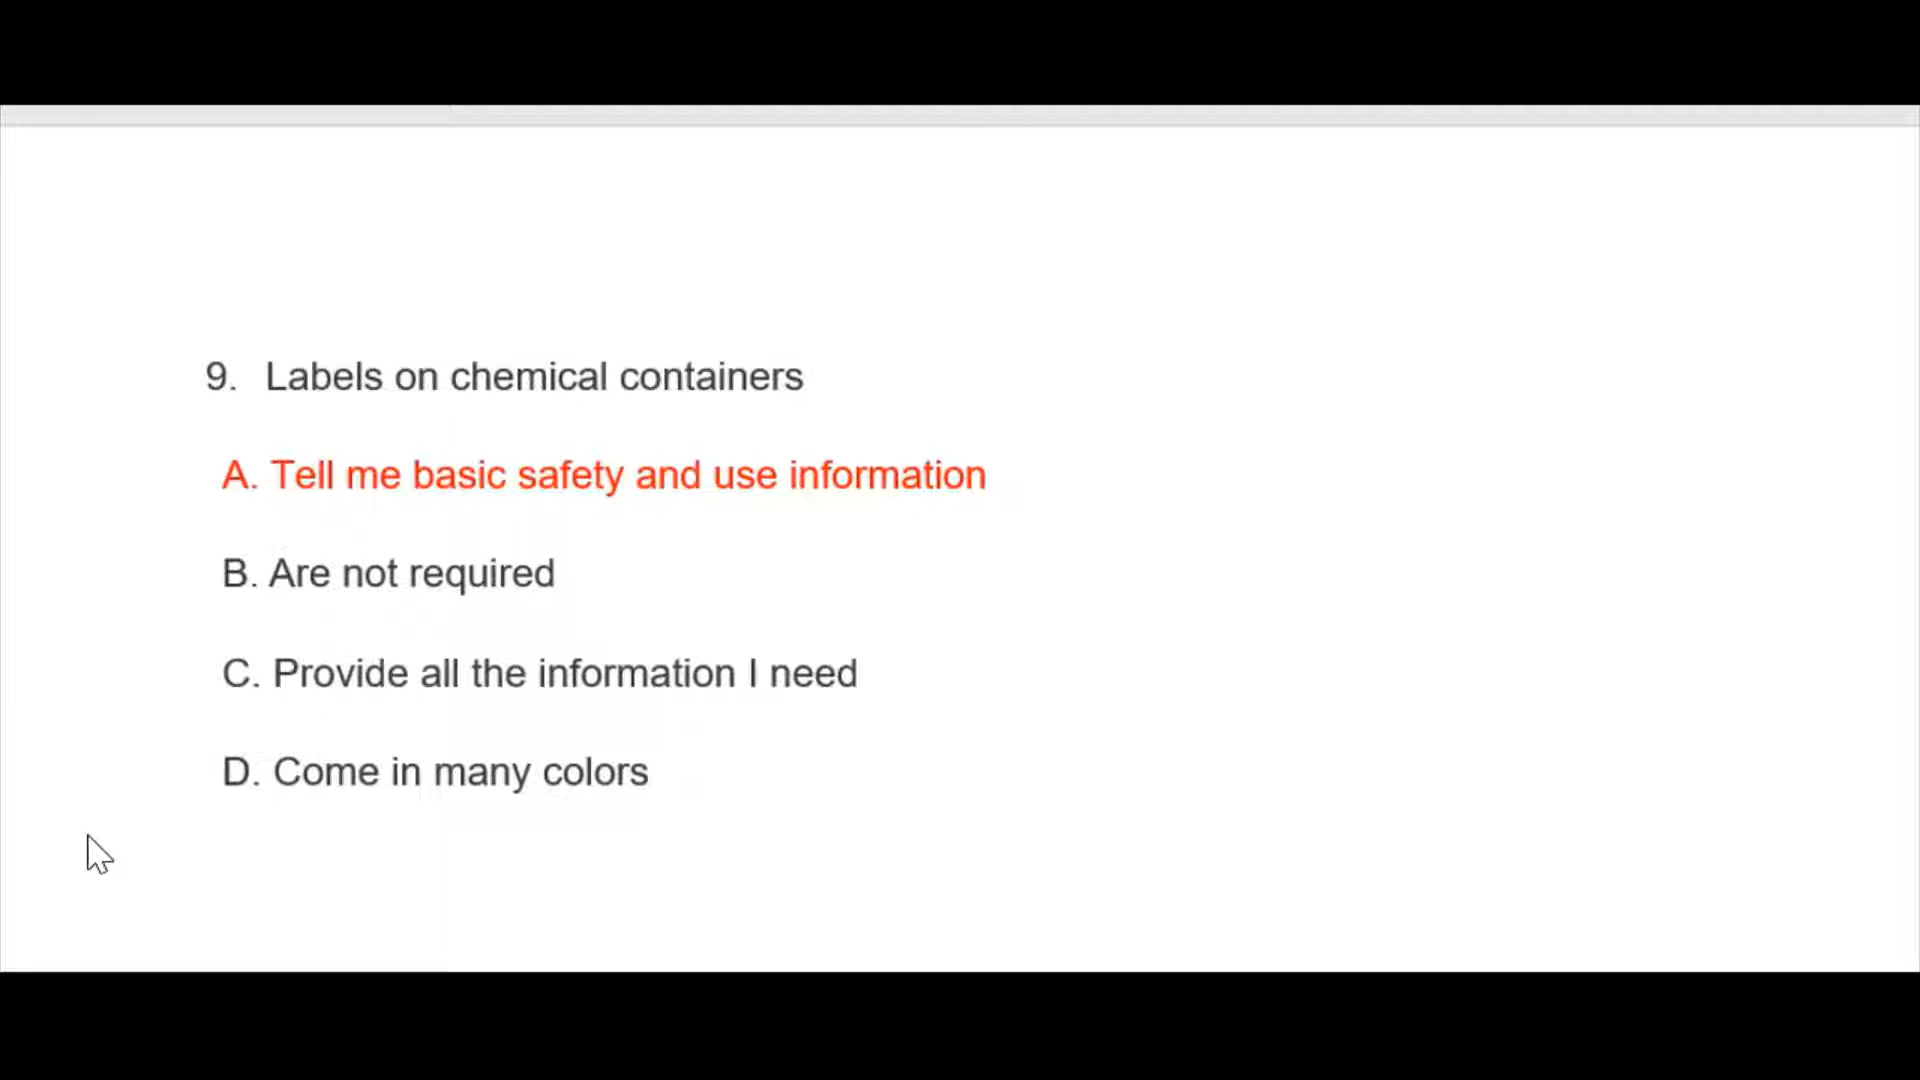 9. Labels on chemical containers
A. Tell me basic safety and use information
B. Are not required
C. Provide all the information I need
D. Come in many colors